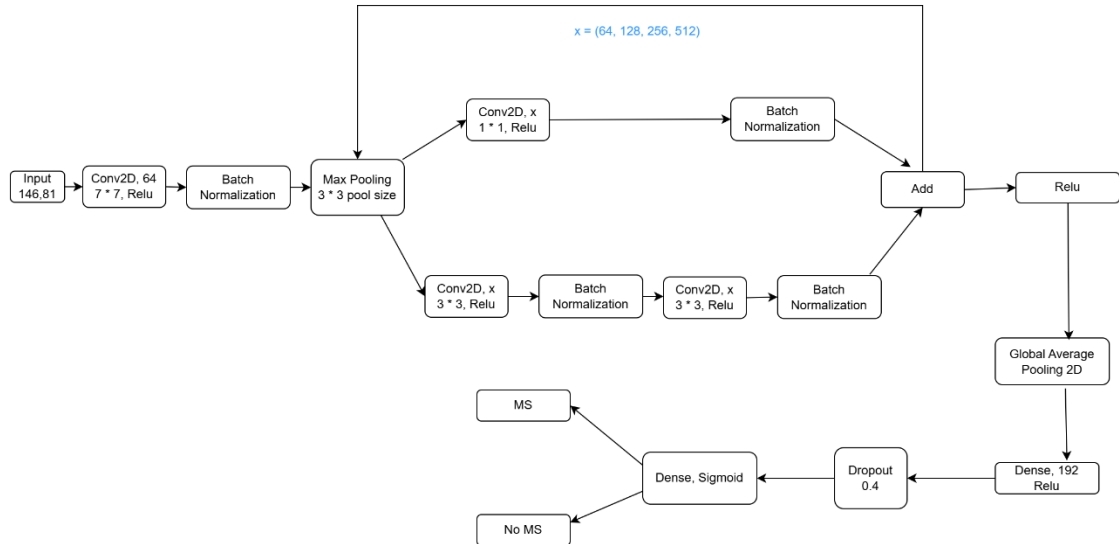 x = (64, 128, 256, 512)
Conv2D, x
1 * 1, Relu
Batch
Normalization
Input
146,81
Conv2D, 64
7 * 7, Relu
Batch
Normalization
Max Pooling
3 * 3 pool size
Add
Relu
Conv2D, x
3 * 3, Relu
Batch
Normalization
Conv2D, x
3 * 3, Relu
Batch
Normalization
Global Average
Pooling 2D
MS
Dense, Sigmoid
Dropout
0.4
Dense, 192
Relu
No MS